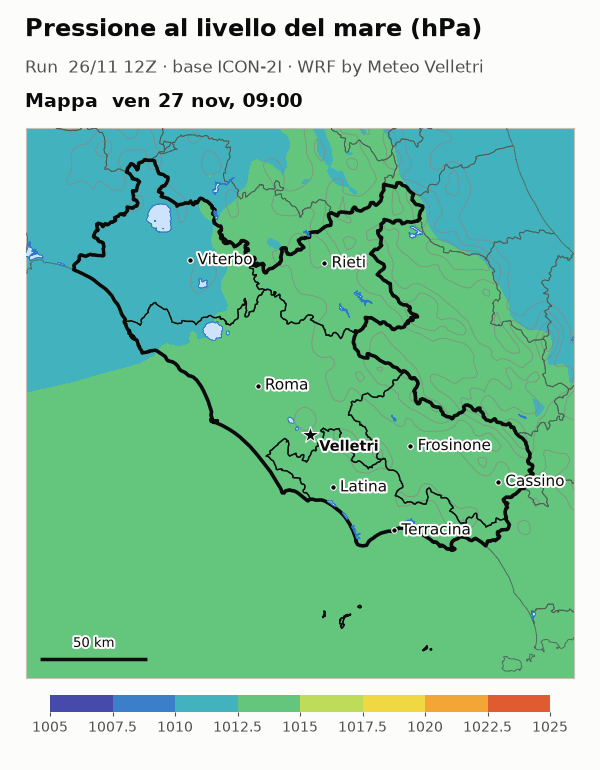 Pressione al livello del mare (hPa)
Run  26/11 12Z · base ICON-2I · WRF by Meteo Velletri
Mappa  ven 27 nov, 09:00
Viterbo
Rieti
Roma
Velletri
Frosinone
Latina
Cassino
Terracina
50 km
1005 1007.5 1010 1012.5 1015 1017.5 1020 1022.5 1025